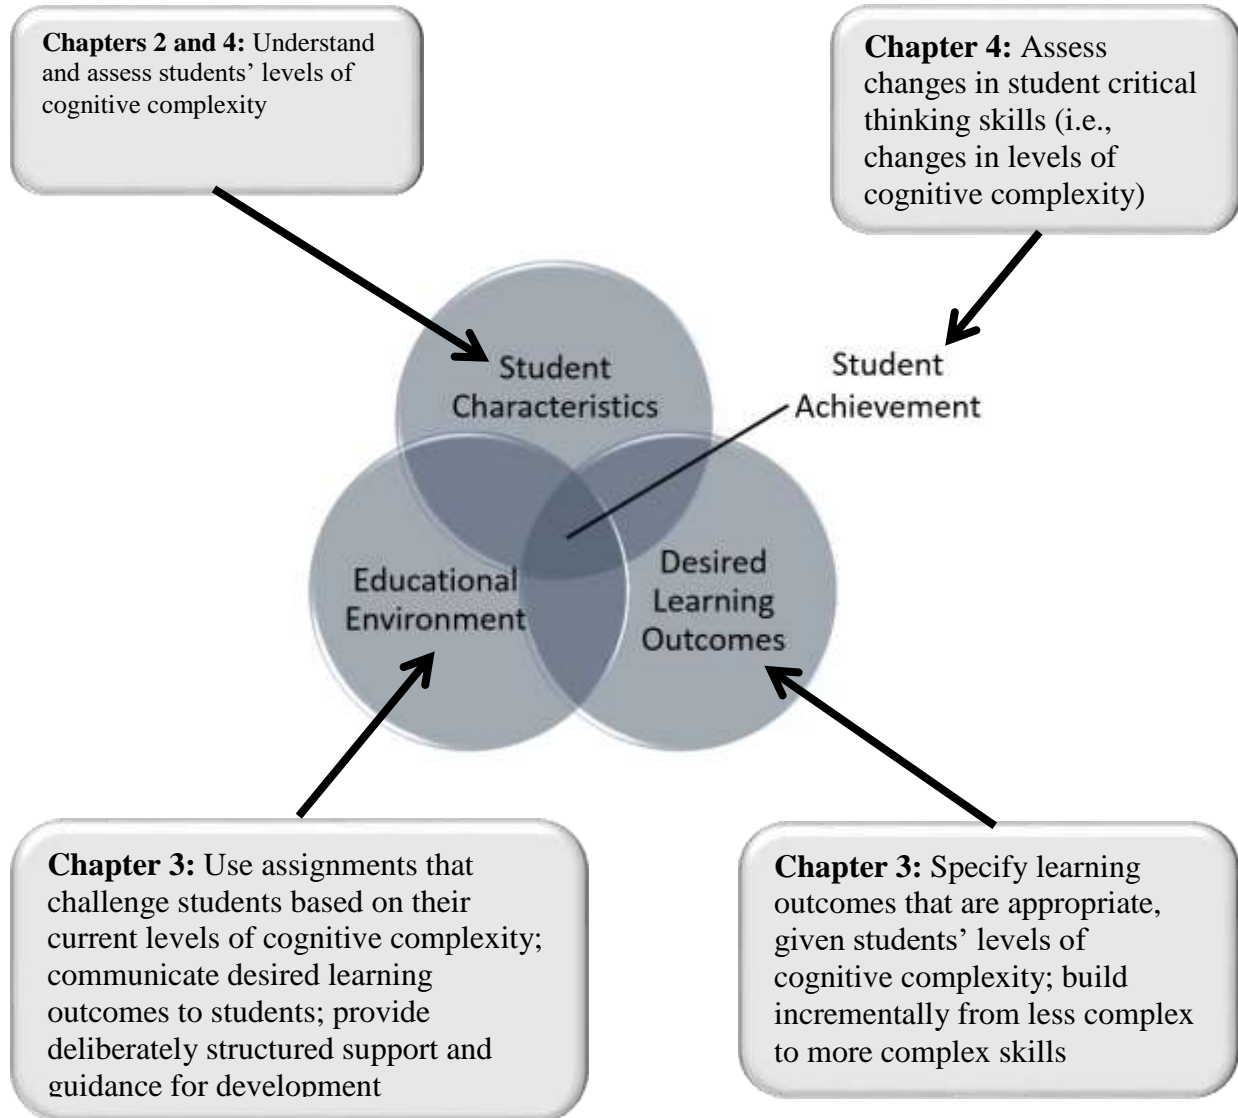 Chapters 2 and 4: Understand
and assess students’ levels of
cognitive complexity
Chapter 4: Assess
changes in student critical
thinking skills (i.e.,
changes in levels of
cognitive complexity)
Student
Characteristics
Student
Achievement
Educational
Environment
Desired
Learning
Outcomes
Chapter 3: Use assignments that
challenge students based on their
current levels of cognitive complexity;
communicate desired learning
outcomes to students; provide
deliberately structured support and
guidance for development
Chapter 3: Specify learning
outcomes that are appropriate,
given students’ levels of
cognitive complexity; build
incrementally from less complex
to more complex skills